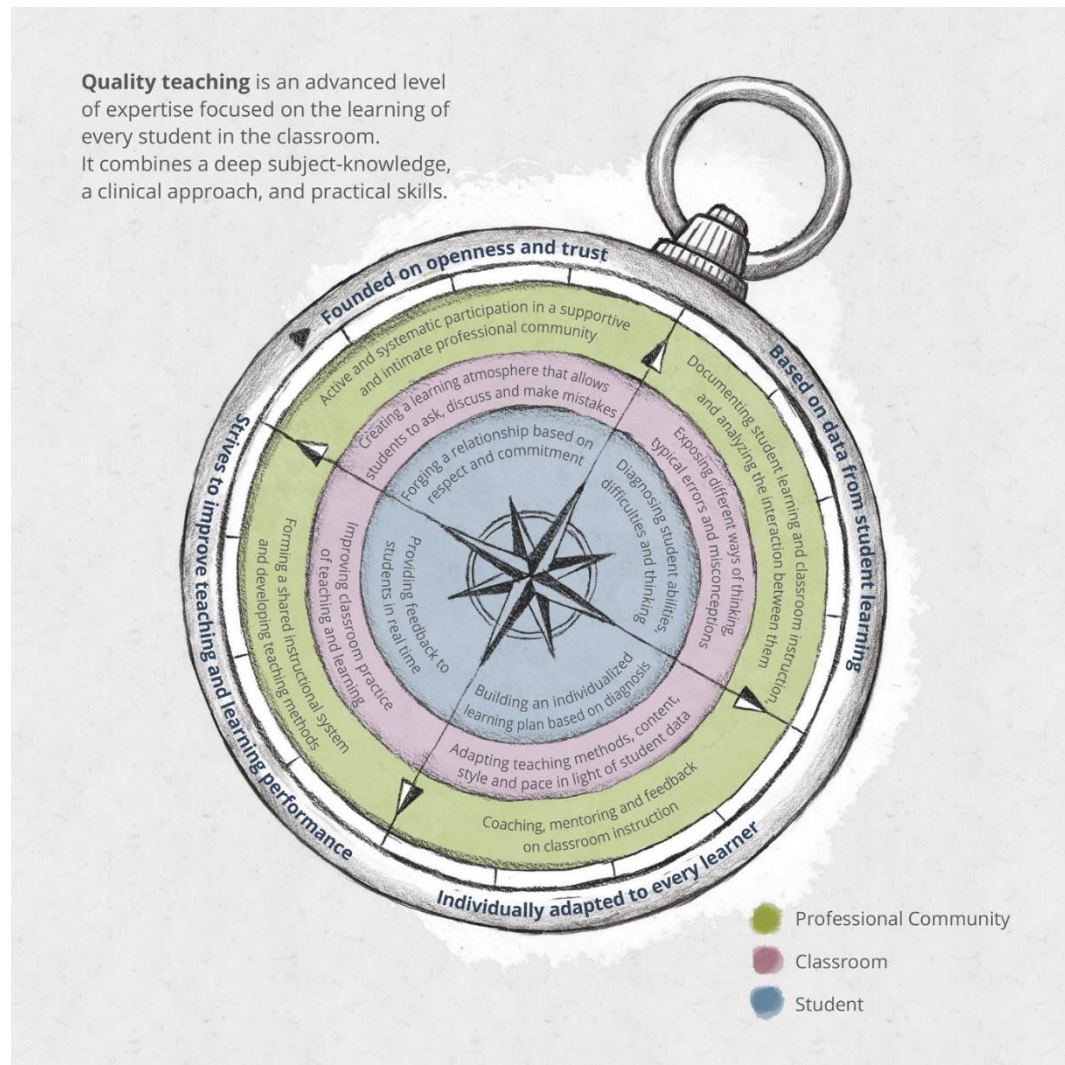 Quality teaching is an advanced level
of expertise focused on the learning of
every student in the classroom.
It combines a deep subject-knowledge,
a clinical approach, and practical skills.
Founded on openness and trust
Active and systematic participation in a supportive
and intimate professional community
Creating a learning atmosphere that allows
students to ask, discuss and make mistakes
Forging a relationship based on
respect and commitment
Based on data from student learning
Documenting student learning and classroom instruction,
and analyzing the interaction between them
Exposing different ways of thinking
typical errors and misconceptions
Diagnosing student abilities,
difficulties and thinking
Individually adapted to every learner
Building an individualized
learning plan based on diagnosis
Adapting teaching methods, content,
style and pace in light of student data
Coaching, mentoring and feedback
on classroom instruction
Strives to improve teaching and learning performance
Forming a shared instructional system
and developing teaching methods
Improving classroom practice
of teaching and learning
Providing feedback to
students in real time
Professional Community
Classroom
Student